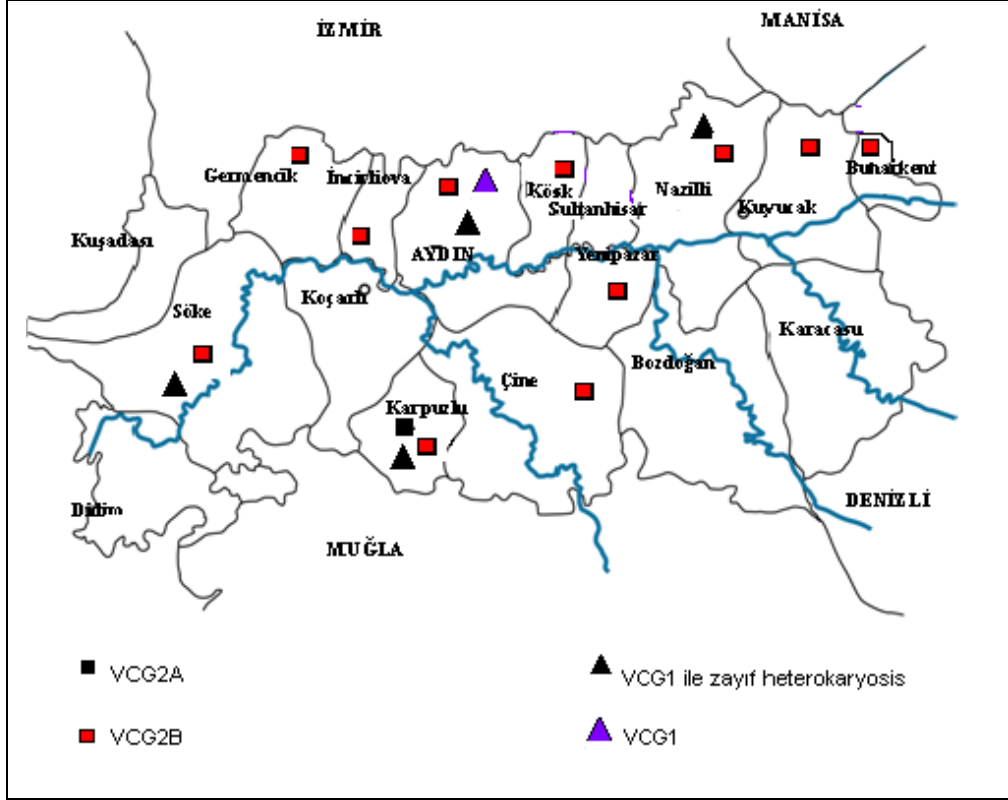 İZMİR
MANİSA
Germencik
İncirliova
Köşk
Sultanhisar
Nazilli
Kuyucak
Buharkent
Kuşadası
AYDIN
Yenipazar
Söke
Koçarlı
Karacasu
Bozdoğan
Çine
Karpuzlu
Didim
DENİZLİ
MUĞLA
VCG2A
VCG1 ile zayıf heterokaryosis
VCG2B
VCG1